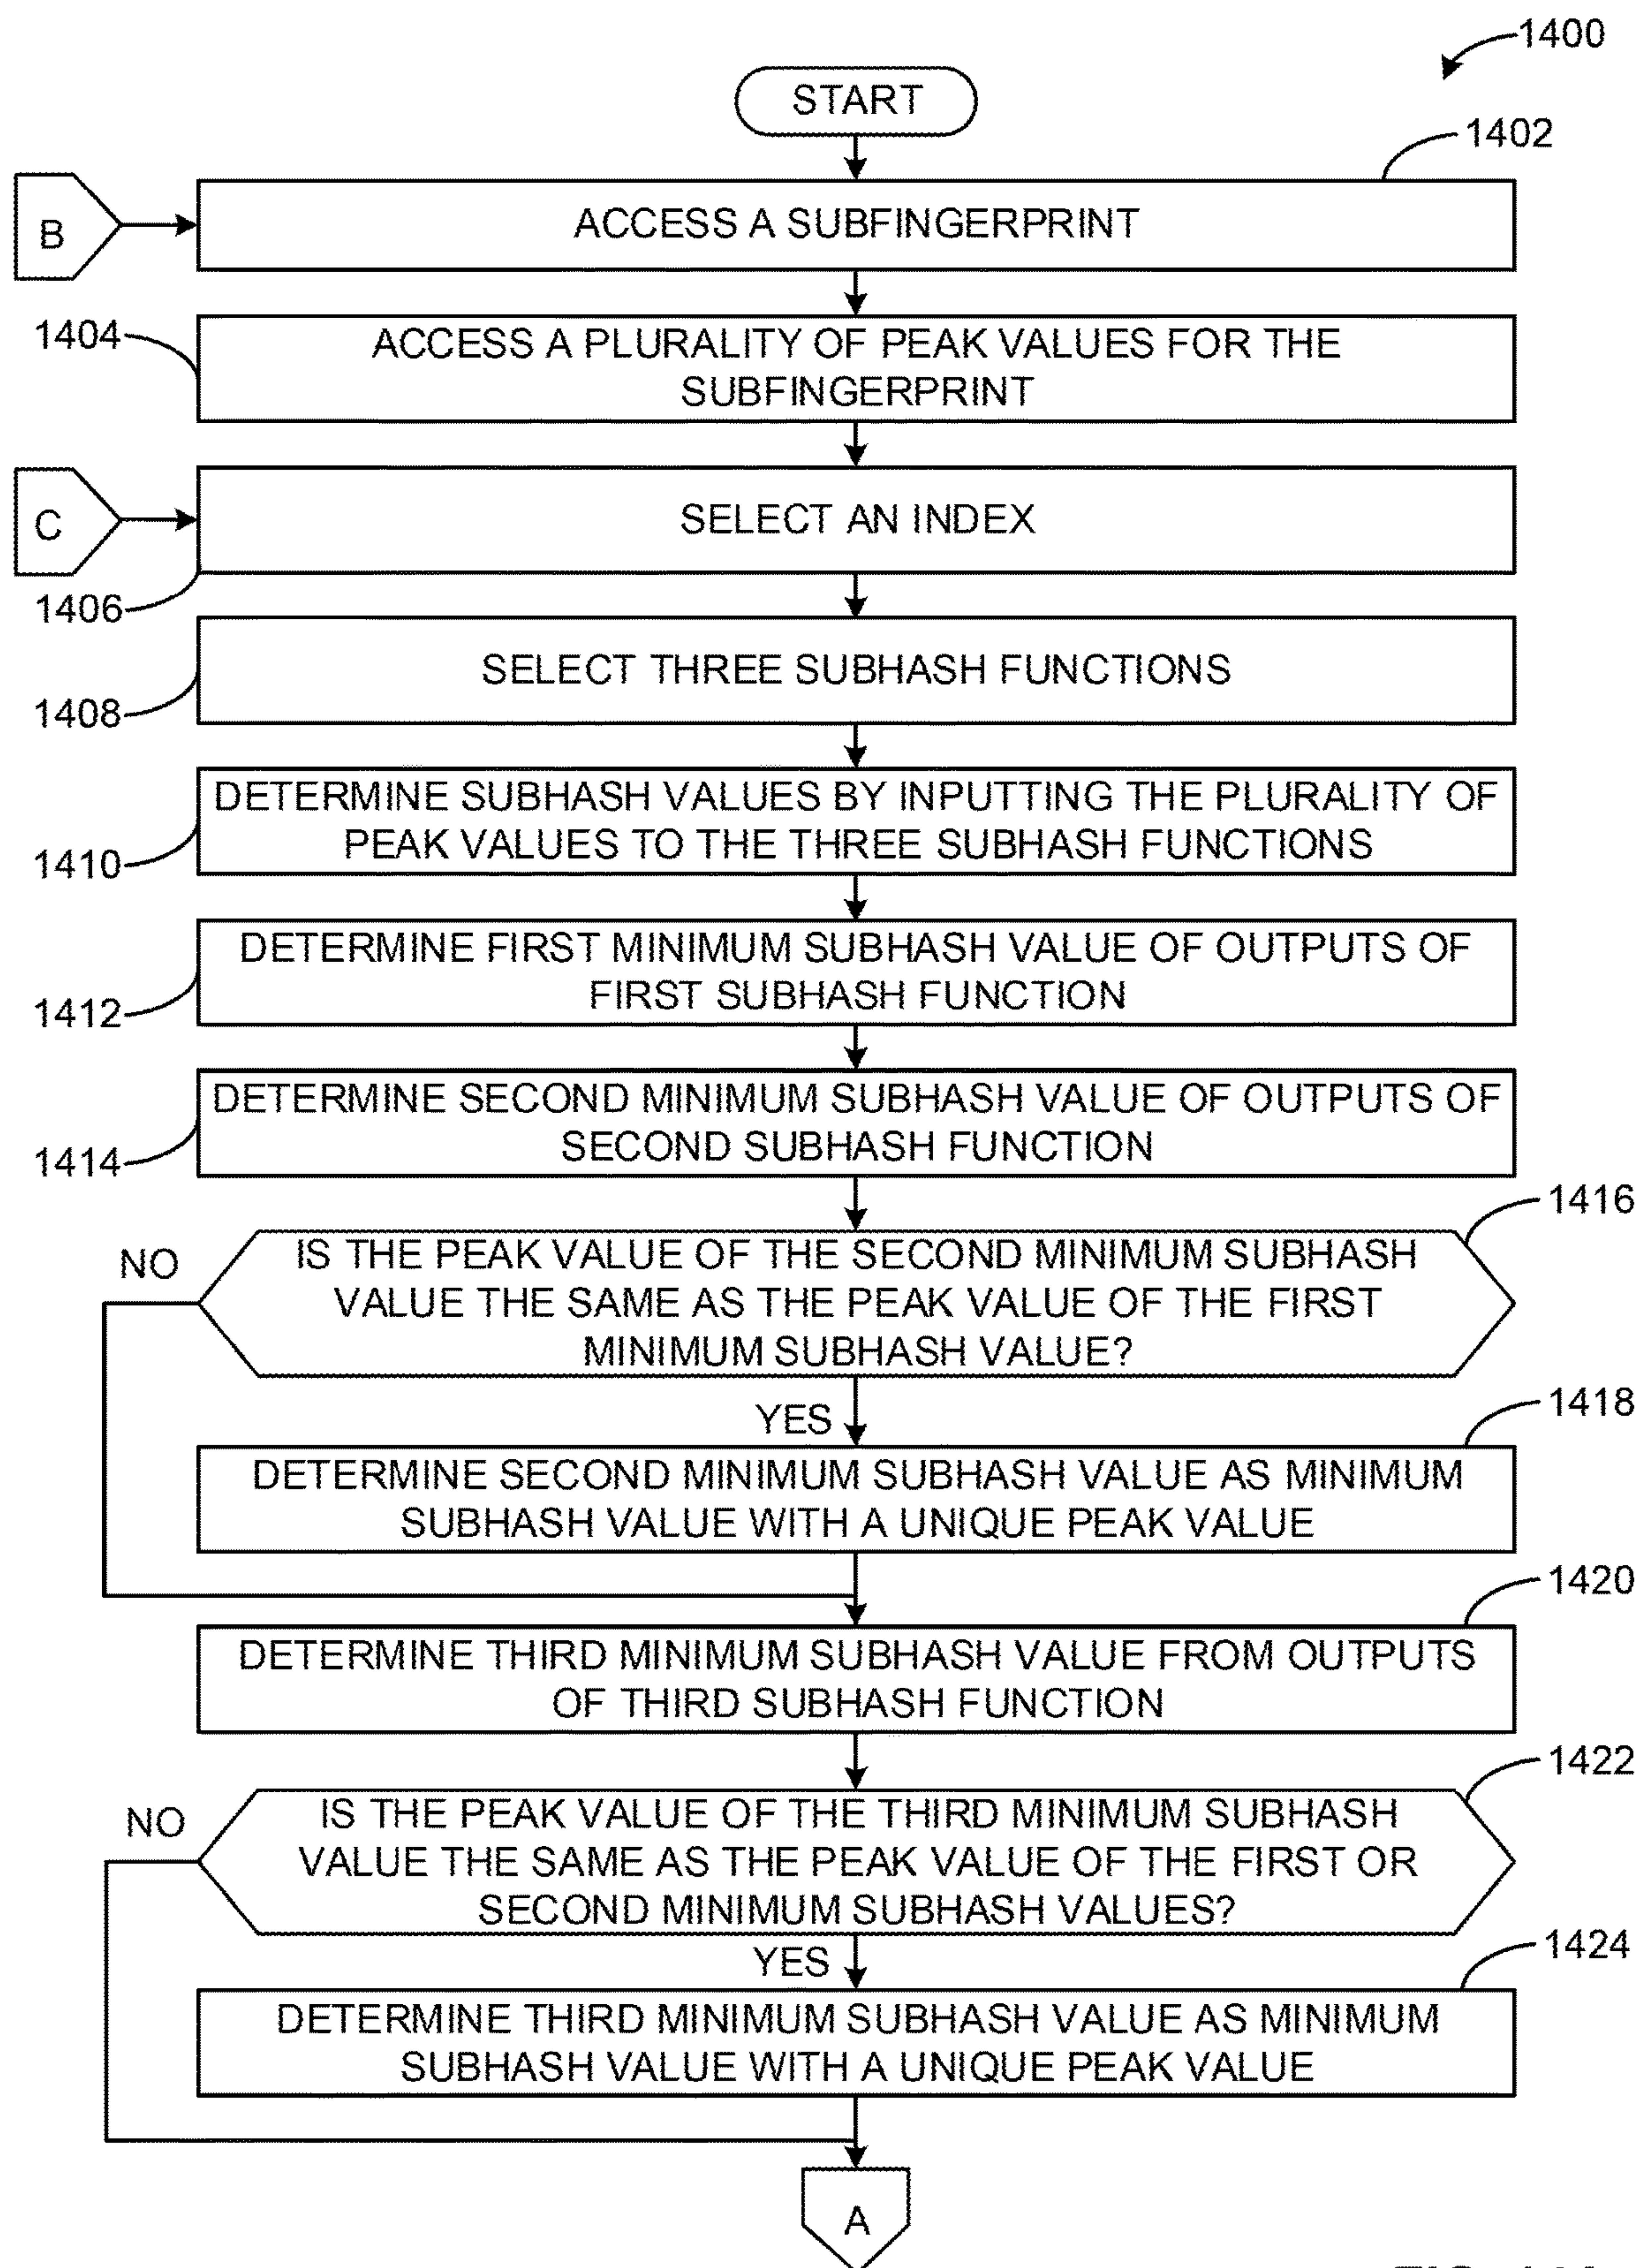 1400
START
1402
B
ACCESS A SUBFINGERPRINT
1404
ACCESS A PLURALITY OF PEAK VALUES FOR THE
SUBFINGERPRINT
C
SELECT AN INDEX
1406
SELECT THREE SUBHASH FUNCTIONS
1408
DETERMINE SUBHASH VALUES BY INPUTTING THE PLURALITY OF
PEAK VALUES TO THE THREE SUBHASH FUNCTIONS
1410
DETERMINE FIRST MINIMUM SUBHASH VALUE OF OUTPUTS OF
FIRST SUBHASH FUNCTION
1412
DETERMINE SECOND MINIMUM SUBHASH VALUE OF OUTPUTS OF
SECOND SUBHASH FUNCTION
1414
1416
NO
IS THE PEAK VALUE OF THE SECOND MINIMUM SUBHASH
VALUE THE SAME AS THE PEAK VALUE OF THE FIRST
MINIMUM SUBHASH VALUE?
YES
1418
DETERMINE SECOND MINIMUM SUBHASH VALUE AS MINIMUM
SUBHASH VALUE WITH A UNIQUE PEAK VALUE
1420
DETERMINE THIRD MINIMUM SUBHASH VALUE FROM OUTPUTS
OF THIRD SUBHASH FUNCTION
1422
NO
IS THE PEAK VALUE OF THE THIRD MINIMUM SUBHASH
VALUE THE SAME AS THE PEAK VALUE OF THE FIRST OR
SECOND MINIMUM SUBHASH VALUES?
YES
1424
DETERMINE THIRD MINIMUM SUBHASH VALUE AS MINIMUM
SUBHASH VALUE WITH A UNIQUE PEAK VALUE
A